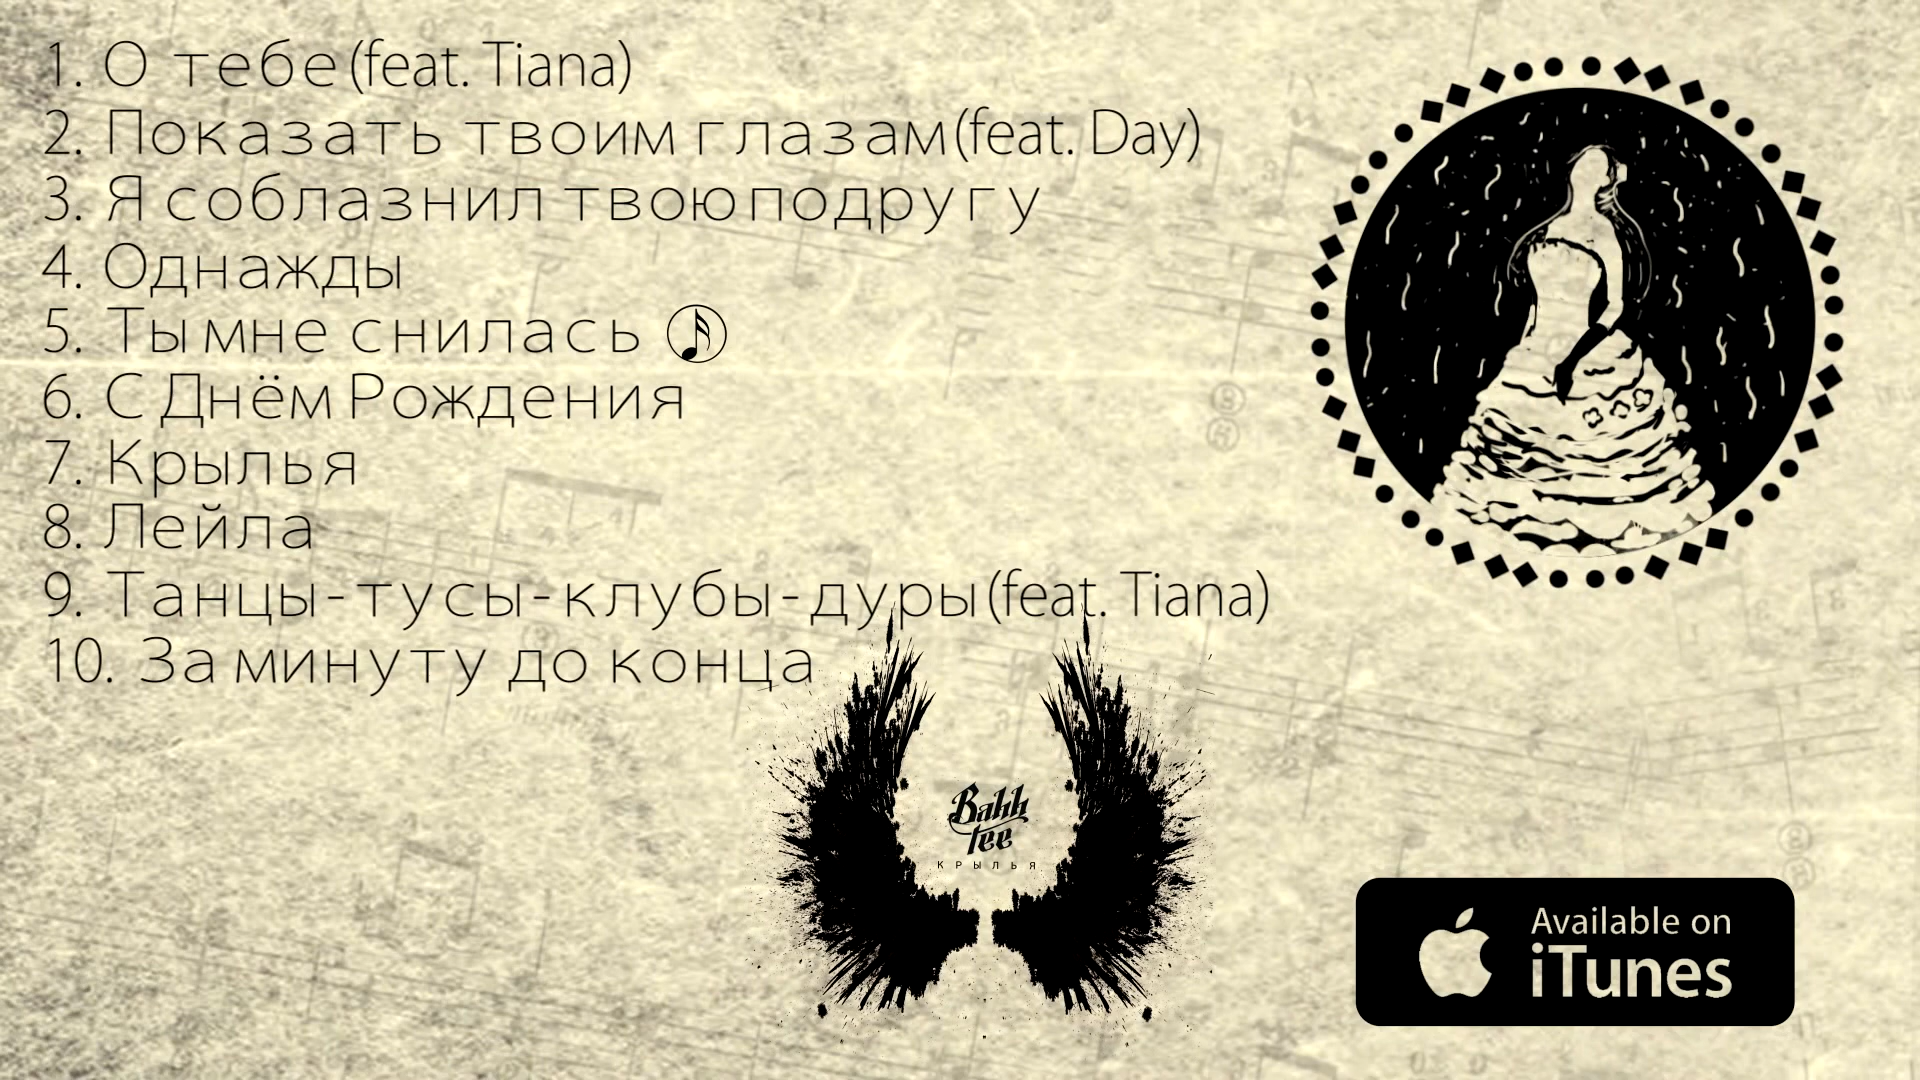 1. О тебе (feat. Tiana)
2. Показать твоим глазам (feat. Day)
3. Я соблазнил твою подругу
4. Однажды
5. Ты мне снилась
6. С Днём Рождения
7. Крылья
8. Лейла
9. Танцы-тусы-клубы-дуры (feat. Tiana)
10. За минуту до конца
Bahh
Tee
КРЫЛЬЯ
Available on
iTunes